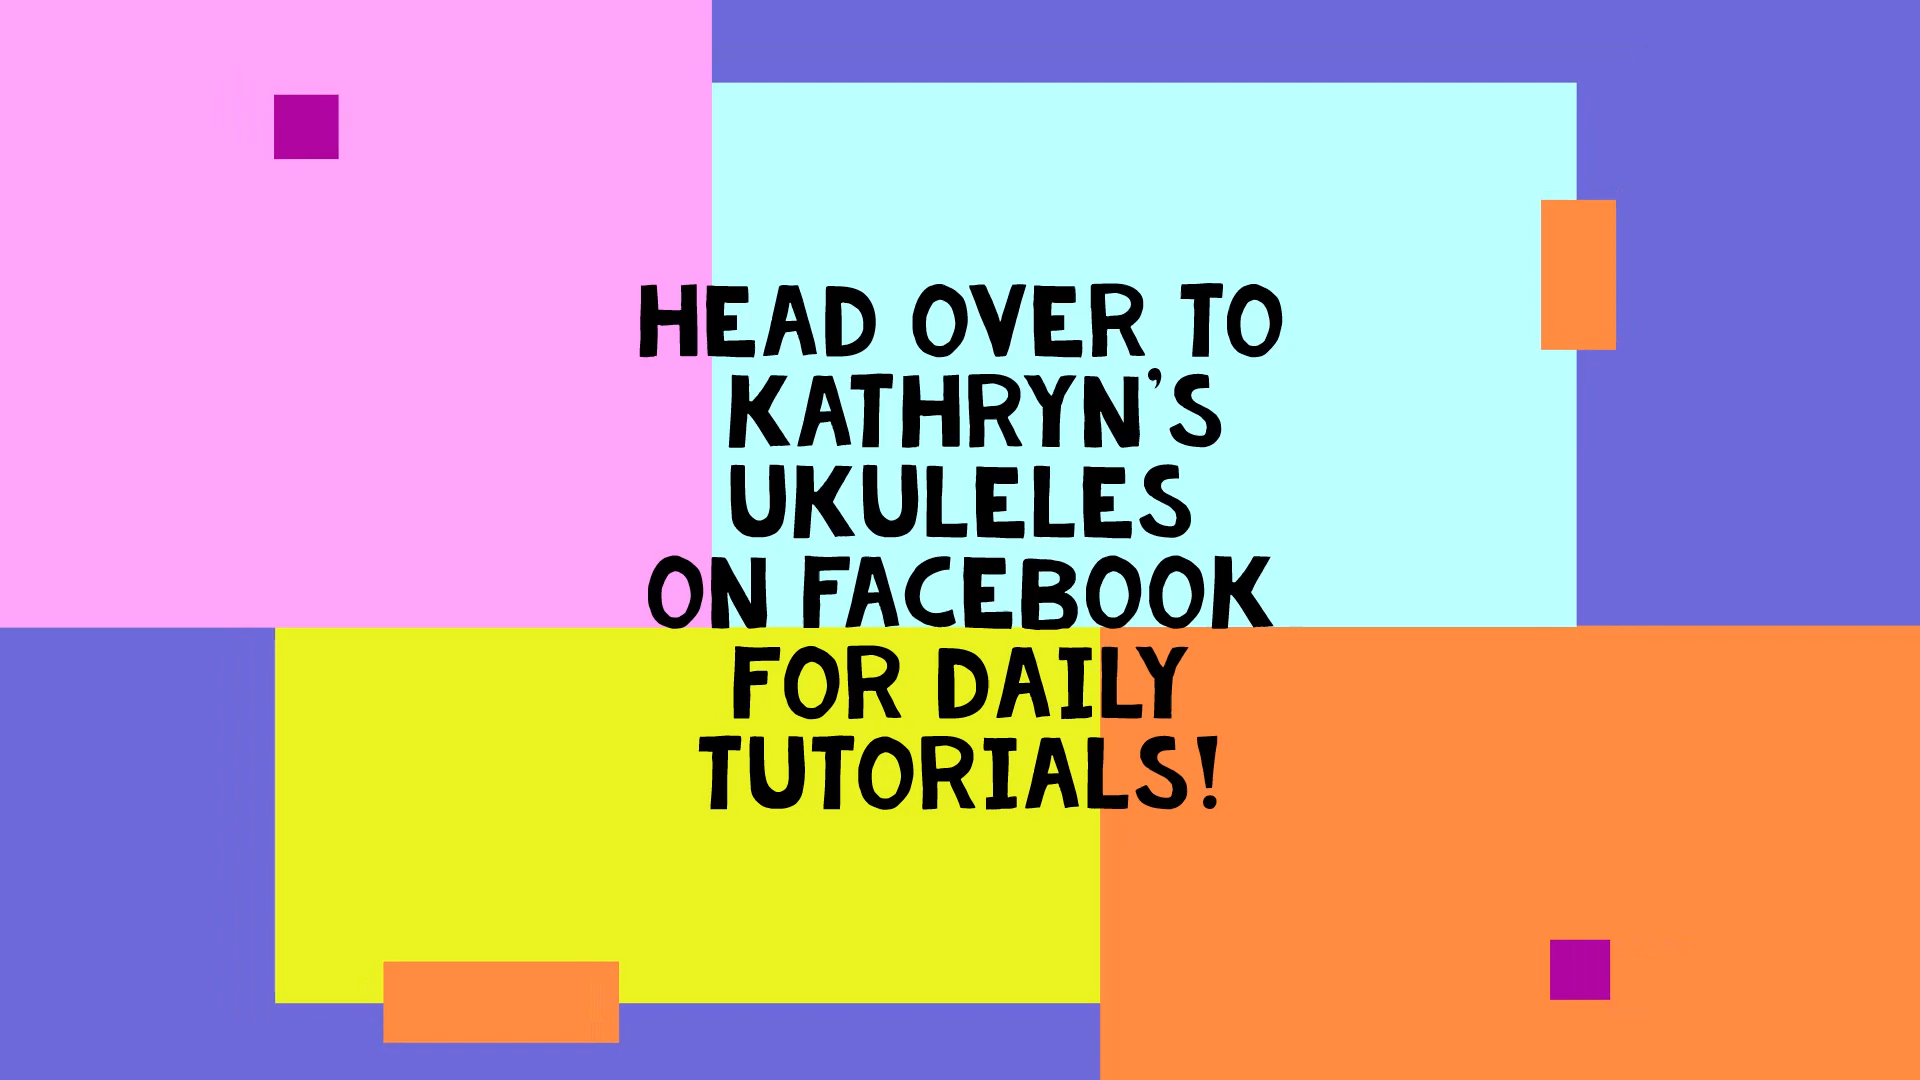 HEAD OVER TO
KATHRYN'S
UKULELES
ON FACEBOOK
FOR DAILY
TUTORIALS!